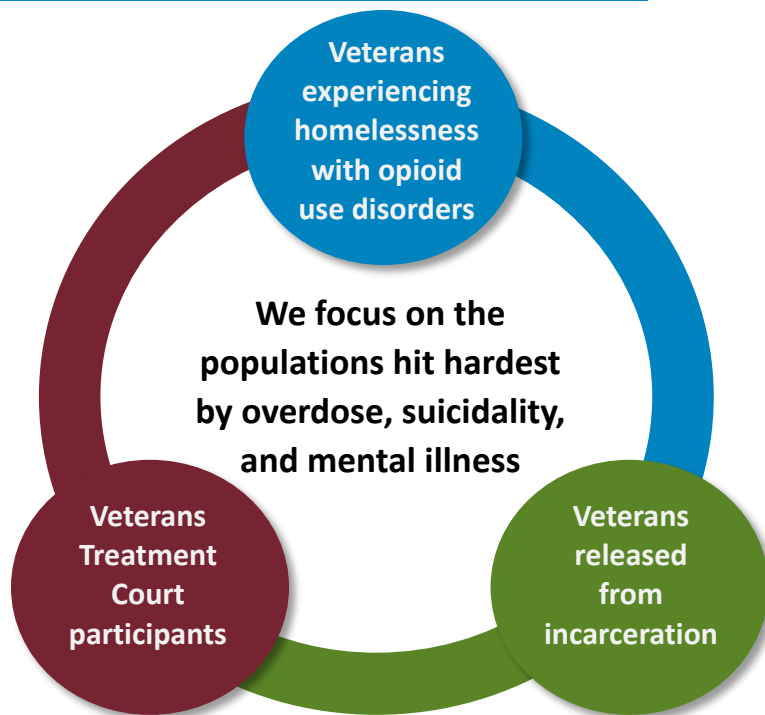 Veterans
experiencing
homelessness
with opioid
use disorders
We focus on the
populations hit hardest
by overdose, suicidality,
and mental illness
Veterans
Treatment
Court
participants
Veterans
released
from
incarceration